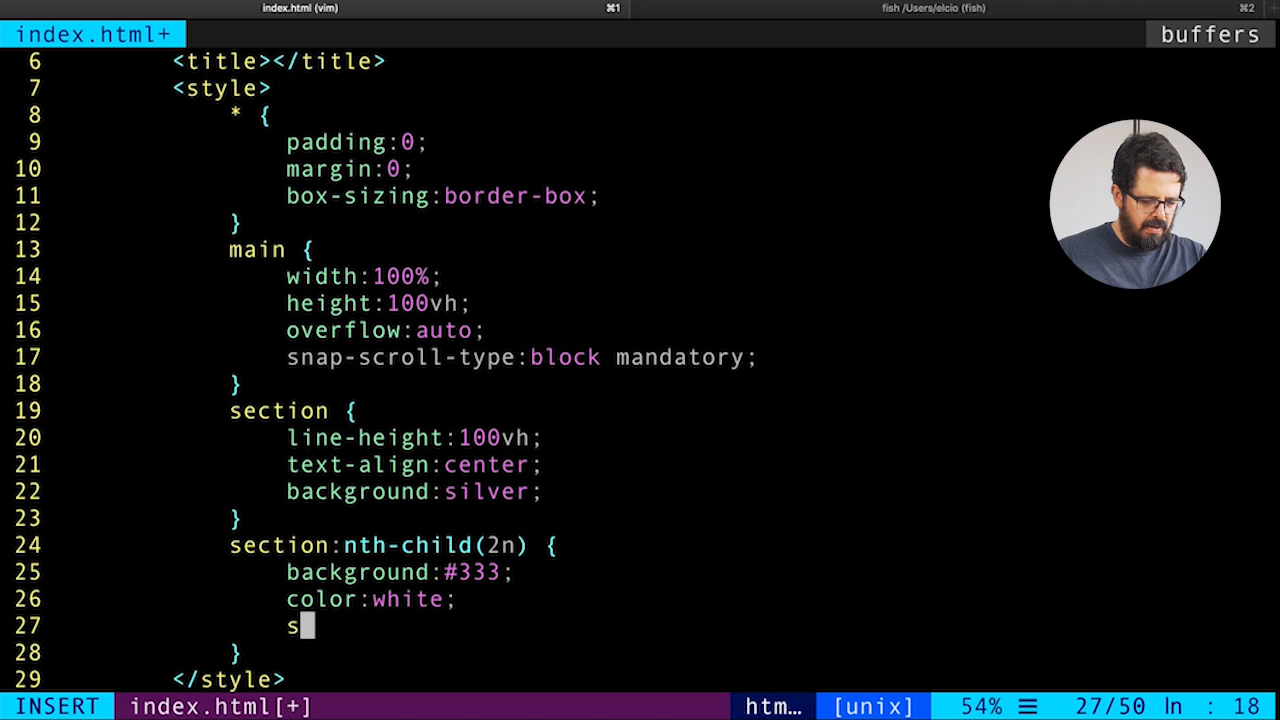 index.html (vim) ⌘1 fish /Users/elcio (fish) ⌘2
index.html+ buffers
6 <title></title>
7 <style>
8 * {
9 padding:0;
10 margin:0;
11 box-sizing:border-box;
12 }
13 main {
14 width:100%;
15 height:100vh;
16 overflow:auto;
17 snap-scroll-type:block mandatory;
18 }
19 section {
20 line-height:100vh;
21 text-align:center;
22 background:silver;
23 }
24 section:nth-child(2n) {
25 background:#333;
26 color:white;
27 s
28 }
29 </style>
INSERT index.html[+] htm… [unix] 54% ☰ 27/50 ln : 18